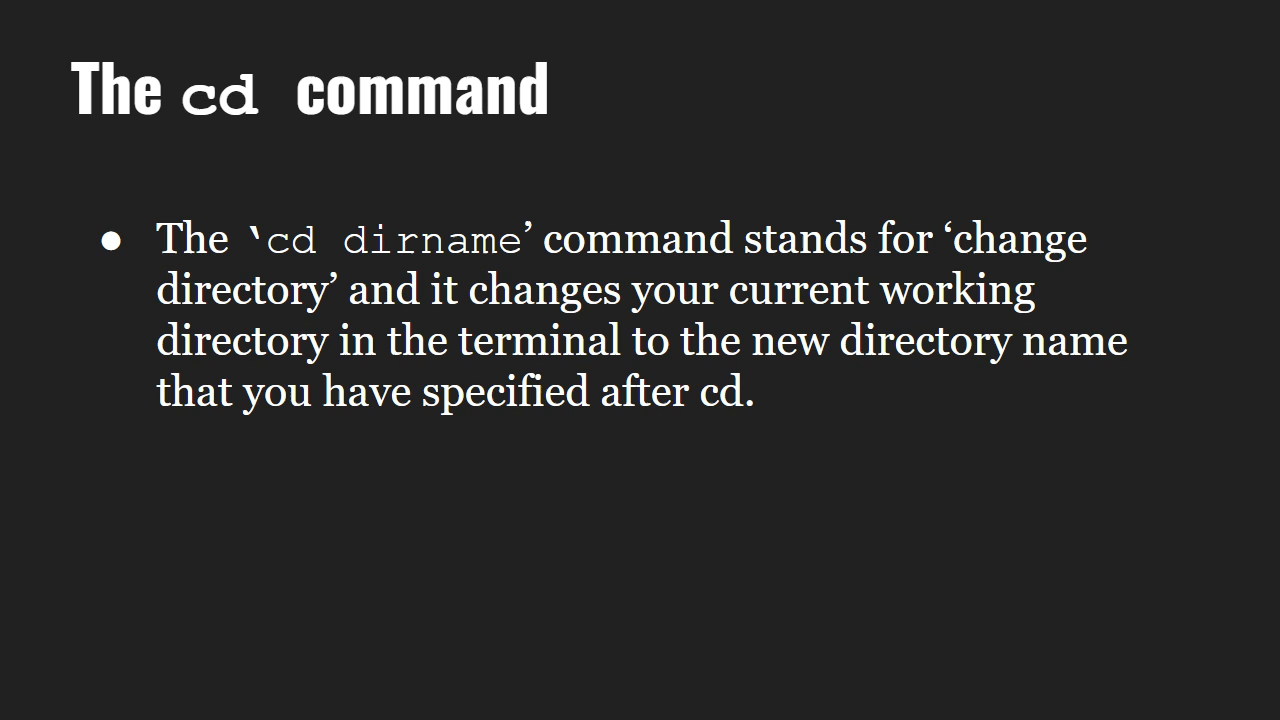 The cd command
● The ‘cd dirname’ command stands for ‘change
directory’ and it changes your current working
directory in the terminal to the new directory name
that you have specified after cd.